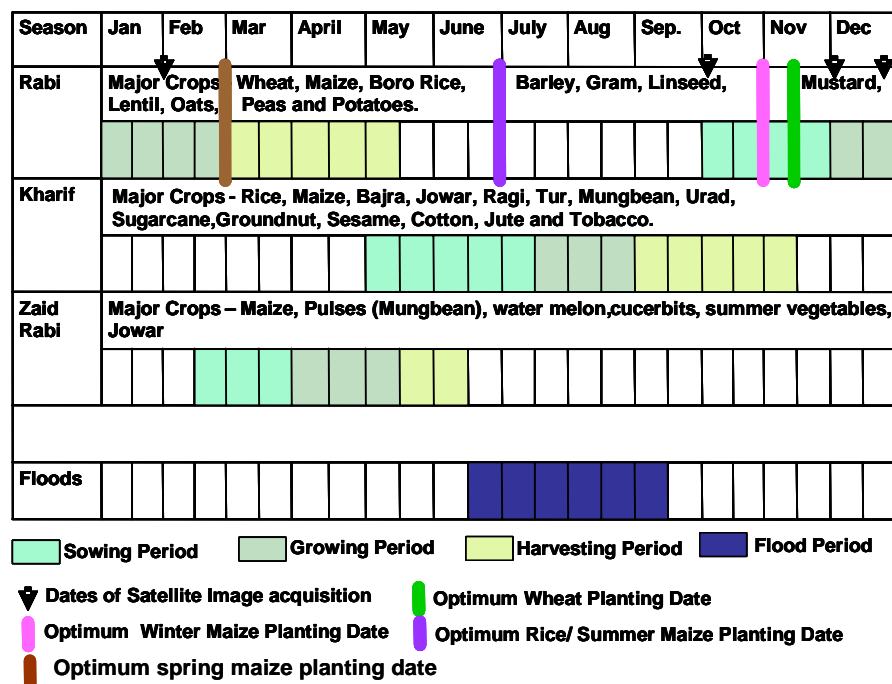 Season Jan Feb Mar April May June July Aug Sep. Oct Nov Dec
Rabi
Major Crops Wheat, Maize, Boro Rice, Barley, Gram, Linseed, Mustard,
Lentil, Oats, Peas and Potatoes.
Kharif
Major Crops - Rice, Maize, Bajra, Jowar, Ragi, Tur, Mungbean, Urad,
Sugarcane,Groundnut, Sesame, Cotton, Jute and Tobacco.
Zaid
Rabi
Major Crops – Maize, Pulses (Mungbean), water melon,cucerbits, summer vegetables,
Jowar
Floods
Sowing Period Growing Period Harvesting Period Flood Period
Dates of Satellite Image acquisition
Optimum Wheat Planting Date
Optimum Winter Maize Planting Date
Optimum Rice/ Summer Maize Planting Date
Optimum spring maize planting date